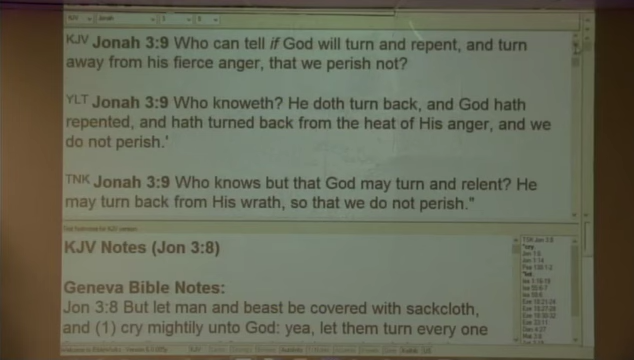 KJV Jonah 3:9 Who can tell if God will turn and repent, and turn
away from his fierce anger, that we perish not?
YLT Jonah 3:9 Who knoweth? He doth turn back, and God hath
repented, and hath turned back from the heat of His anger, and we
do not perish.'
TNK Jonah 3:9 Who knows but that God may turn and relent? He
may turn back from His wrath, so that we do not perish."
KJV Notes (Jon 3:8)
Geneva Bible Notes:
Jon 3:8 But let man and beast be covered with sackcloth,
and (1) cry mightily unto God: yea, let them turn every one